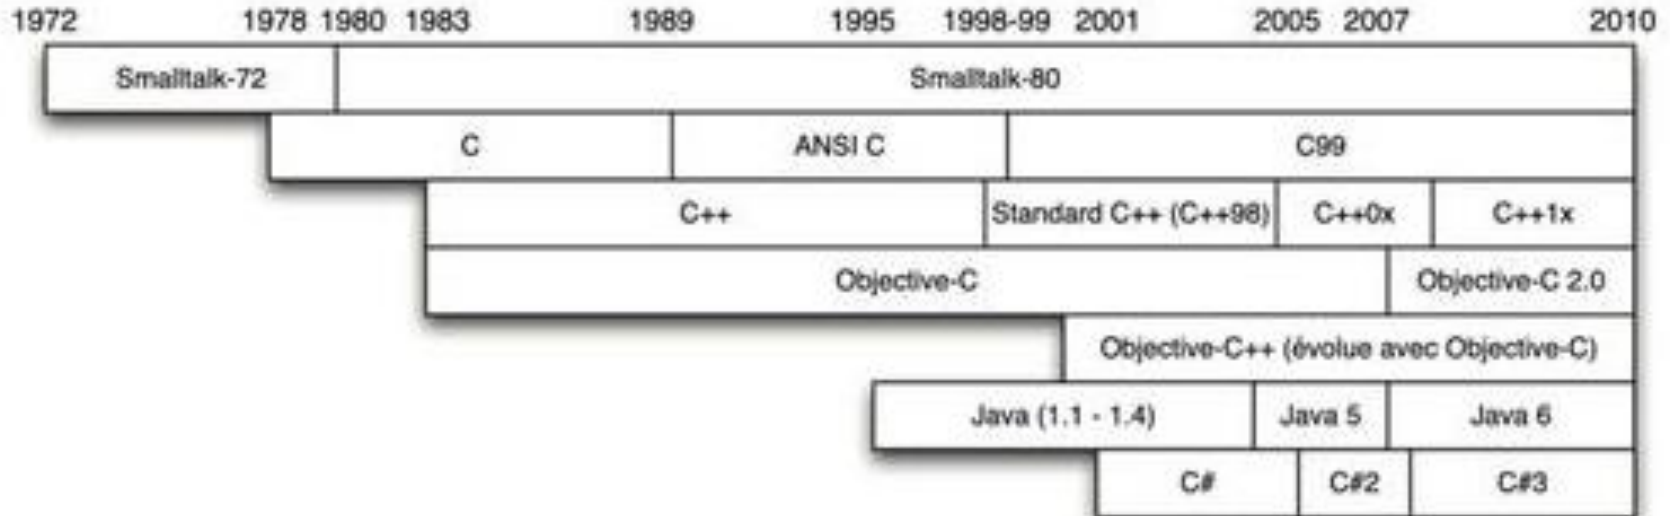 1972 1978 1980 1983 1989 1995 1998-99 2001 2005 2007 2010
Smalltalk-72 Smalltalk-80
C ANSI C C99
C++ Standard C++ (C++98) C++0x C++1x
Objective-C Objective-C 2.0
Objective-C++ (évolue avec Objective-C)
Java (1.1 - 1.4) Java 5 Java 6
C# C#2 C#3